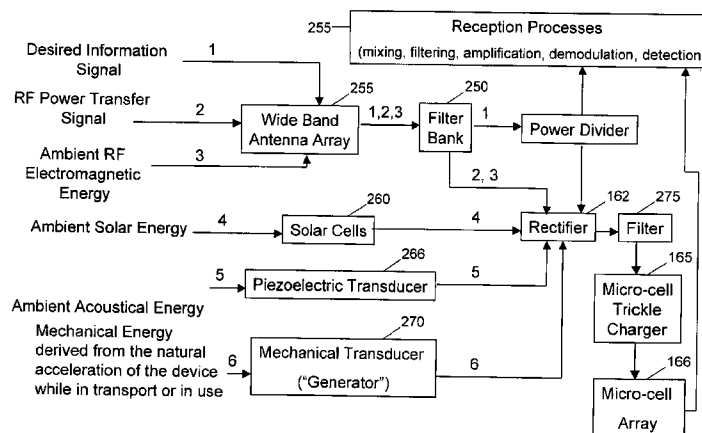 255
Reception Processes
(mixing, filtering, amplification, demodulation, detection
Desired Information
Signal
1
RF Power Transfer
Signal
2
Ambient RF
Electromagnetic
Energy
3
255
Wide Band
Antenna Array
1,2,3
250
Filter
Bank
1
Power Divider
2, 3
Ambient Solar Energy
4
260
Solar Cells
4
162
Rectifier
275
Filter
5
Ambient Acoustical Energy
266
Piezoelectric Transducer
5
165
Micro-cell
Trickle
Charger
Mechanical Energy
derived from the natural
acceleration of the device
while in transport or in use
6
270
Mechanical Transducer
("Generator")
6
166
Micro-cell
Array